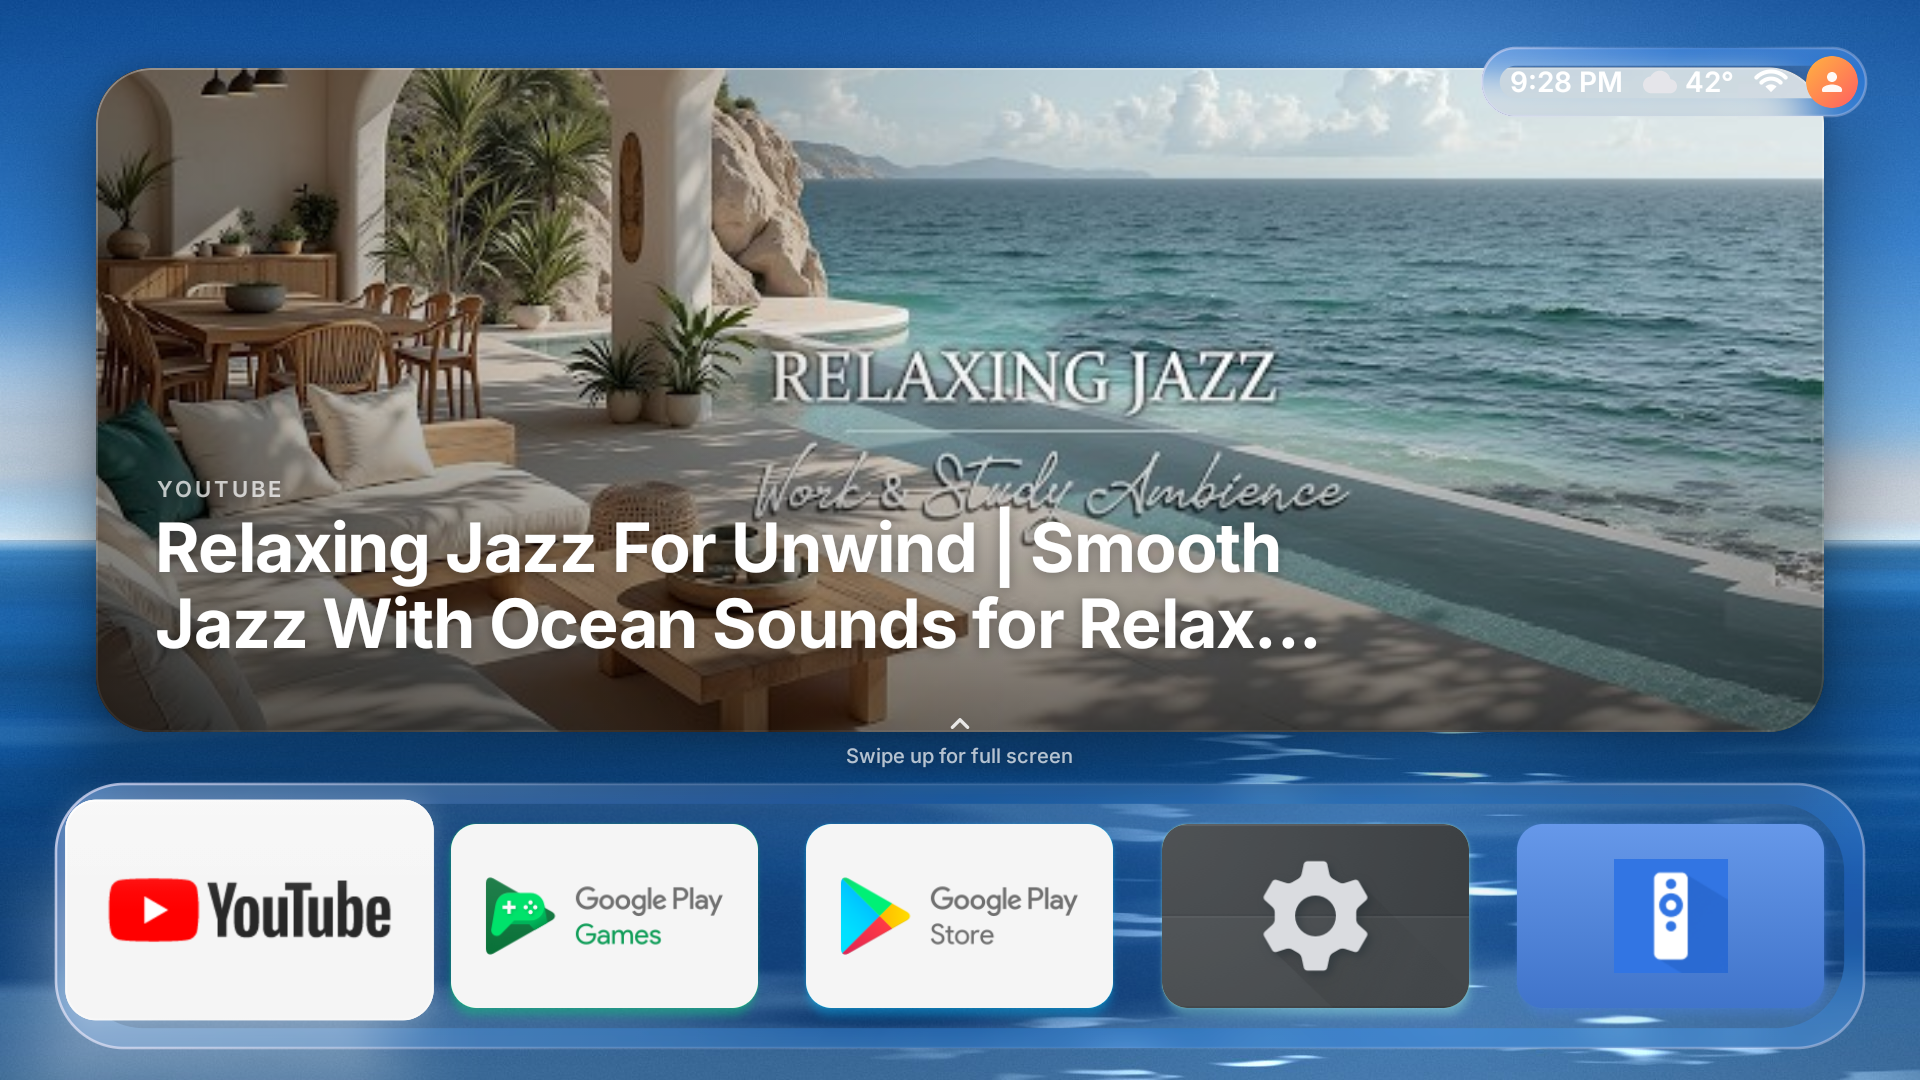 9:28 PM 42°
RELAXING JAZZ
Work & Study Ambience
YOUTUBE
Relaxing Jazz For Unwind | Smooth
Jazz With Ocean Sounds for Relax...
Swipe up for full screen
YouTube
Google Play
Games
Google Play
Store